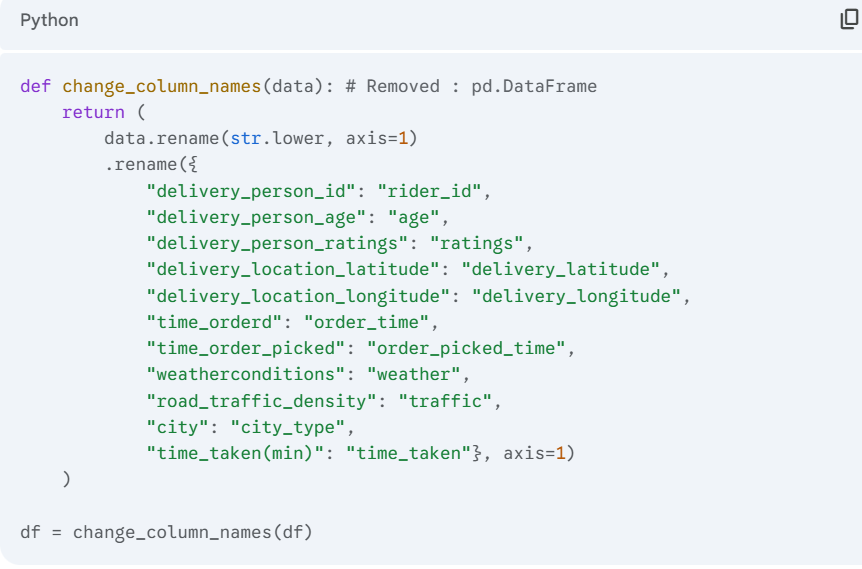 Python
def change_column_names(data): # Removed : pd.DataFrame
    return (
        data.rename(str.lower, axis=1)
        .rename({
            "delivery_person_id": "rider_id",
            "delivery_person_age": "age",
            "delivery_person_ratings": "ratings",
            "delivery_location_latitude": "delivery_latitude",
            "delivery_location_longitude": "delivery_longitude",
            "time_orderd": "order_time",
            "time_order_picked": "order_picked_time",
            "weatherconditions": "weather",
            "road_traffic_density": "traffic",
            "city": "city_type",
            "time_taken(min)": "time_taken"}, axis=1)
    )
df = change_column_names(df)